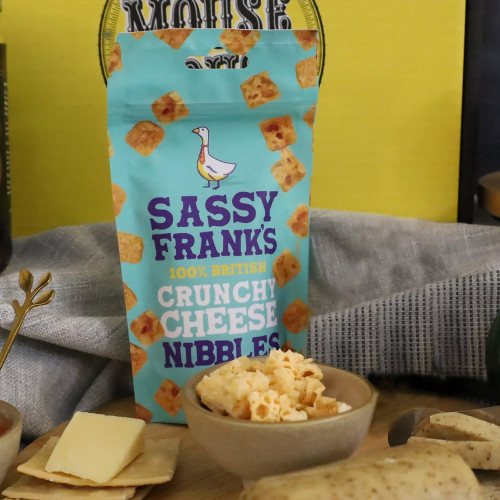 MOUSE
SASSY
FRANK'S
100% BRITISH
CRUNCHY
CHEESE
NIBBLES